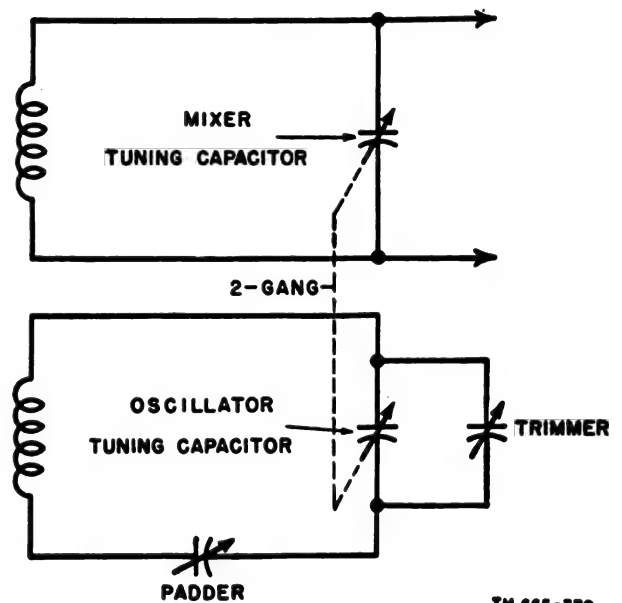 MIXER
TUNING CAPACITOR
2-GANG
OSCILLATOR
TUNING CAPACITOR
TRIMMER
PADDER